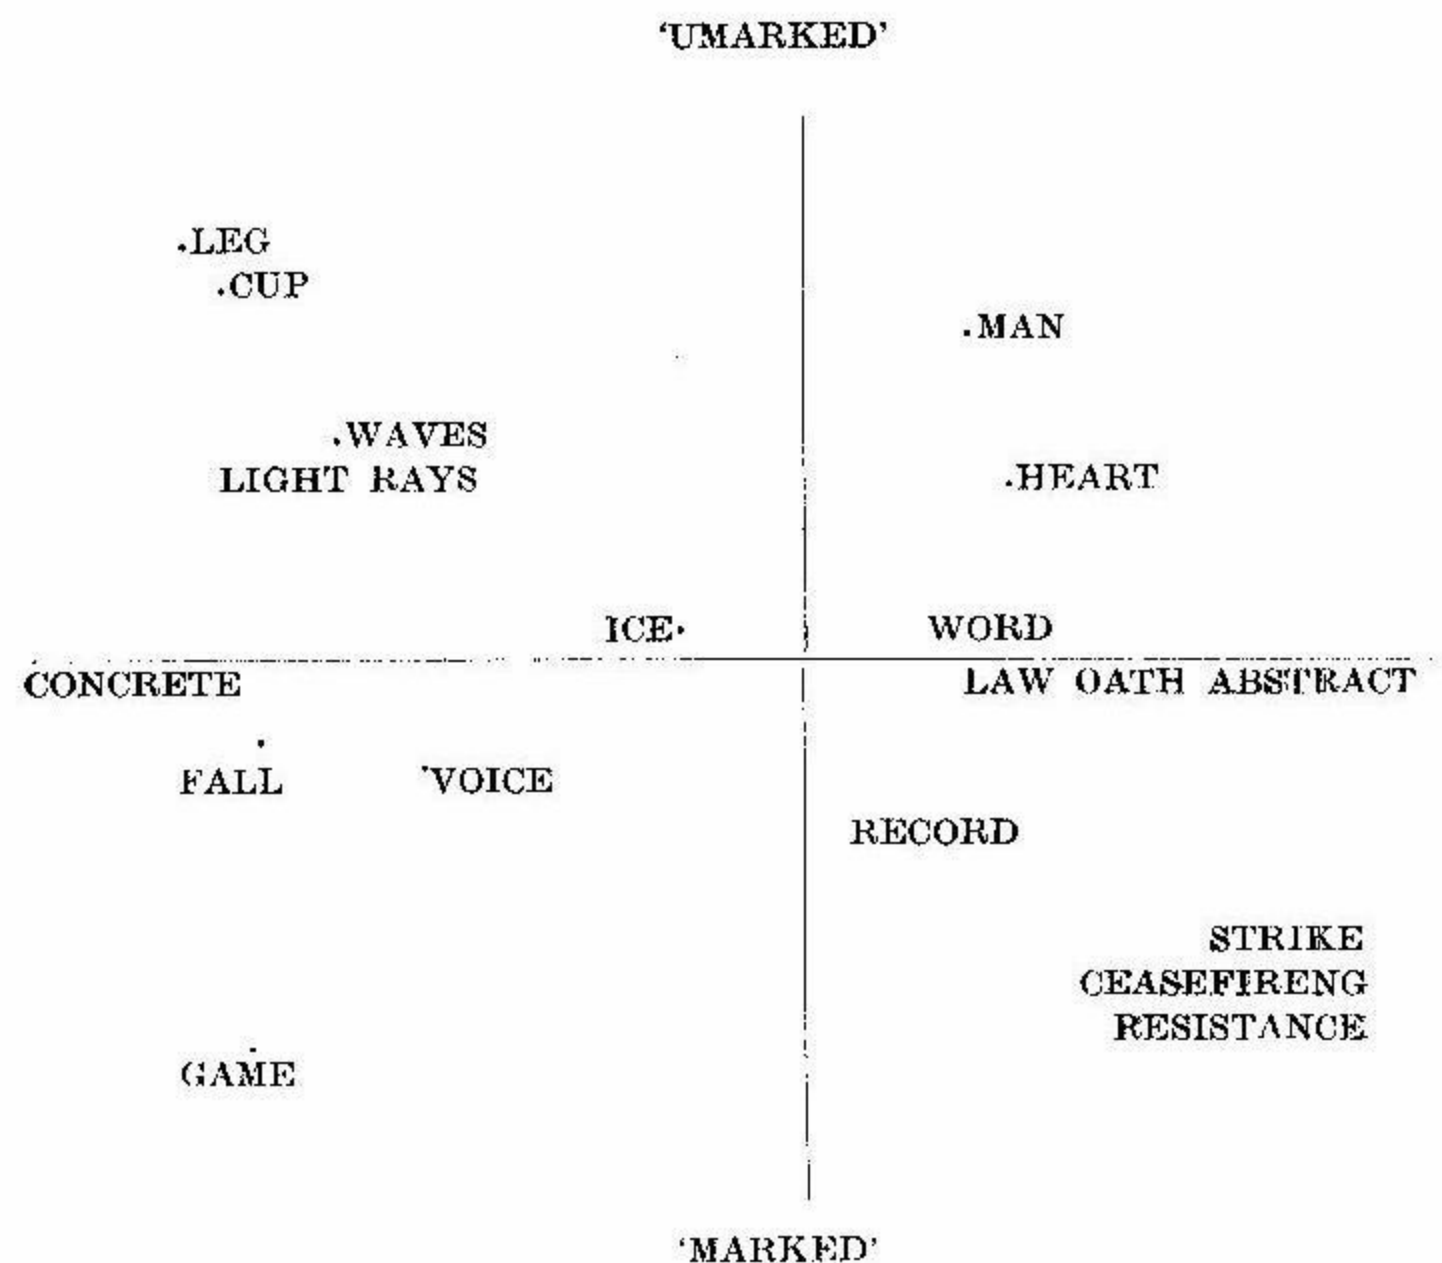 ‘UMARKED’
.LEG
.CUP
.MAN
.WAVES
LIGHT RAYS
.HEART
ICE·
WORD
CONCRETE
LAW OATH ABSTRACT
FALL
VOICE
RECORD
STRIKE
CEASEFIRENG
RESISTANCE
GAME
‘MARKED’